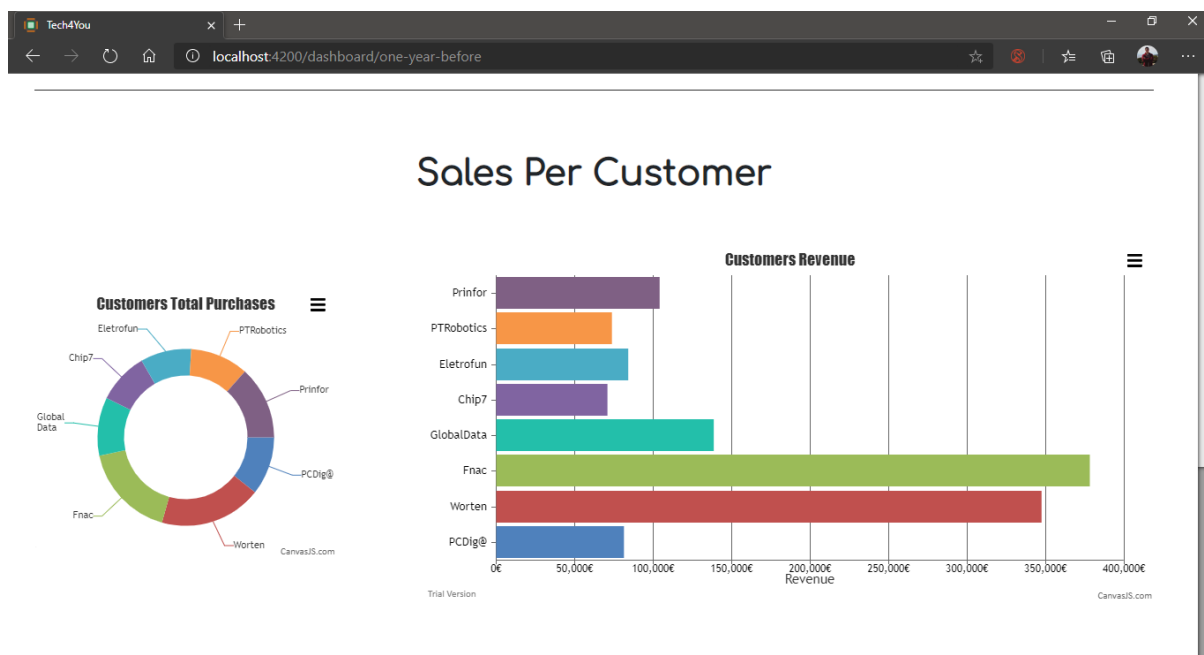 Tech4You
localhost:4200/dashboard/one-year-before
Sales Per Customer
Customers Total Purchases
Eletrofun
PTRobotics
Chip7
Prinfor
Global
Data
PCDig@
Fnac
Worten
CanvasJS.com
Customers Revenue
Prinfor
PTRobotics
Eletrofun
Chip7
GlobalData
Fnac
Worten
PCDig@
0€ 50,000€ 100,000€ 150,000€ 200,000€ 250,000€ 300,000€ 350,000€ 400,000€
Revenue
Trial Version
CanvasJS.com